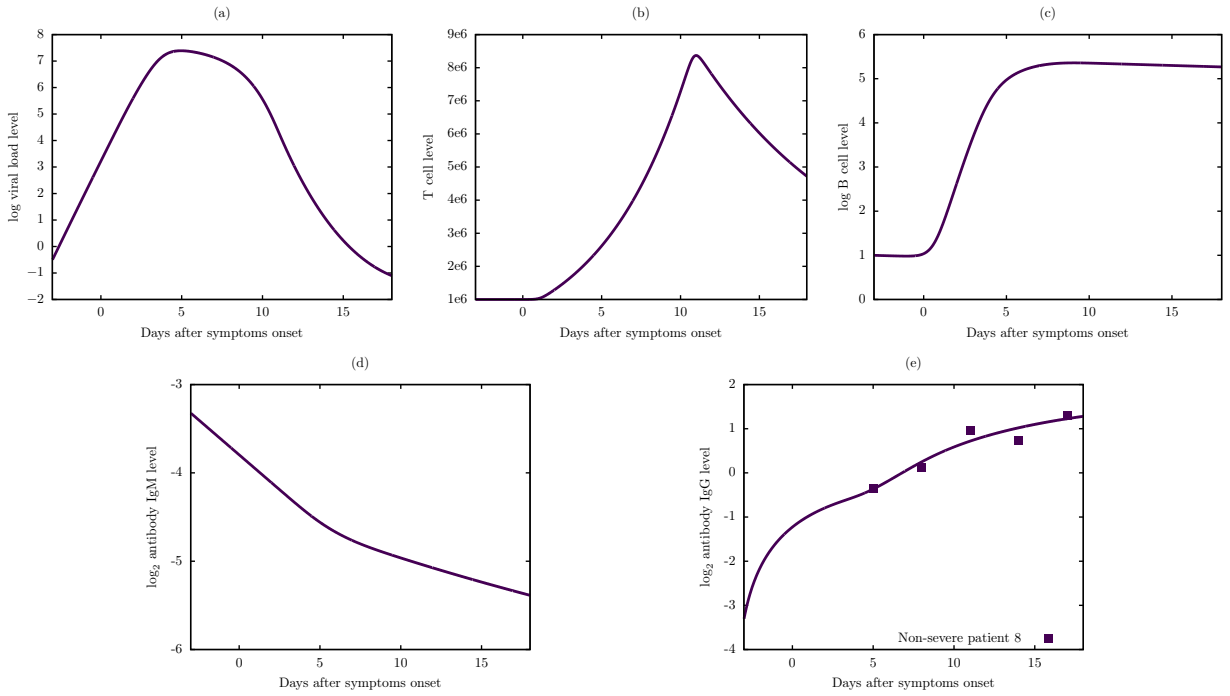 (a)
8
7
6
5
4
3
2
1
0
−1
−2
0
5
10
15
log viral load level
Days after symptoms onset
(b)
9e6
8e6
7e6
6e6
5e6
4e6
3e6
2e6
1e6
0
5
10
15
T cell level
Days after symptoms onset
(c)
6
5
4
3
2
1
0
0
5
10
15
log B cell level
Days after symptoms onset
(d)
-3
-4
-5
-6
0
5
10
15
log₂ antibody IgM level
Days after symptoms onset
(e)
2
1
0
-1
-2
-3
-4
0
5
10
15
log₂ antibody IgG level
Non-severe patient 8
Days after symptoms onset